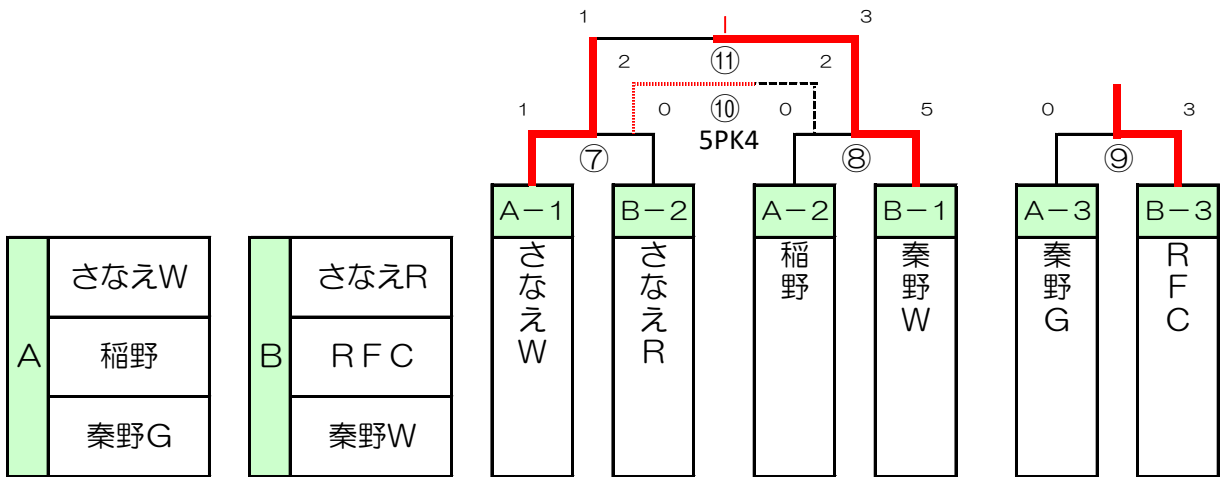 1 3
2 ⑪ 2
1 0 ⑩ 0 5 0 3
5PK4
⑦ ⑧ ⑨
A-1 B-2 A-2 B-1 A-3 B-3
さなえW
さなえR
稲野
秦野W
秦野G
RFC
A
さなえW
稲野
秦野G
B
さなえR
RFC
秦野W